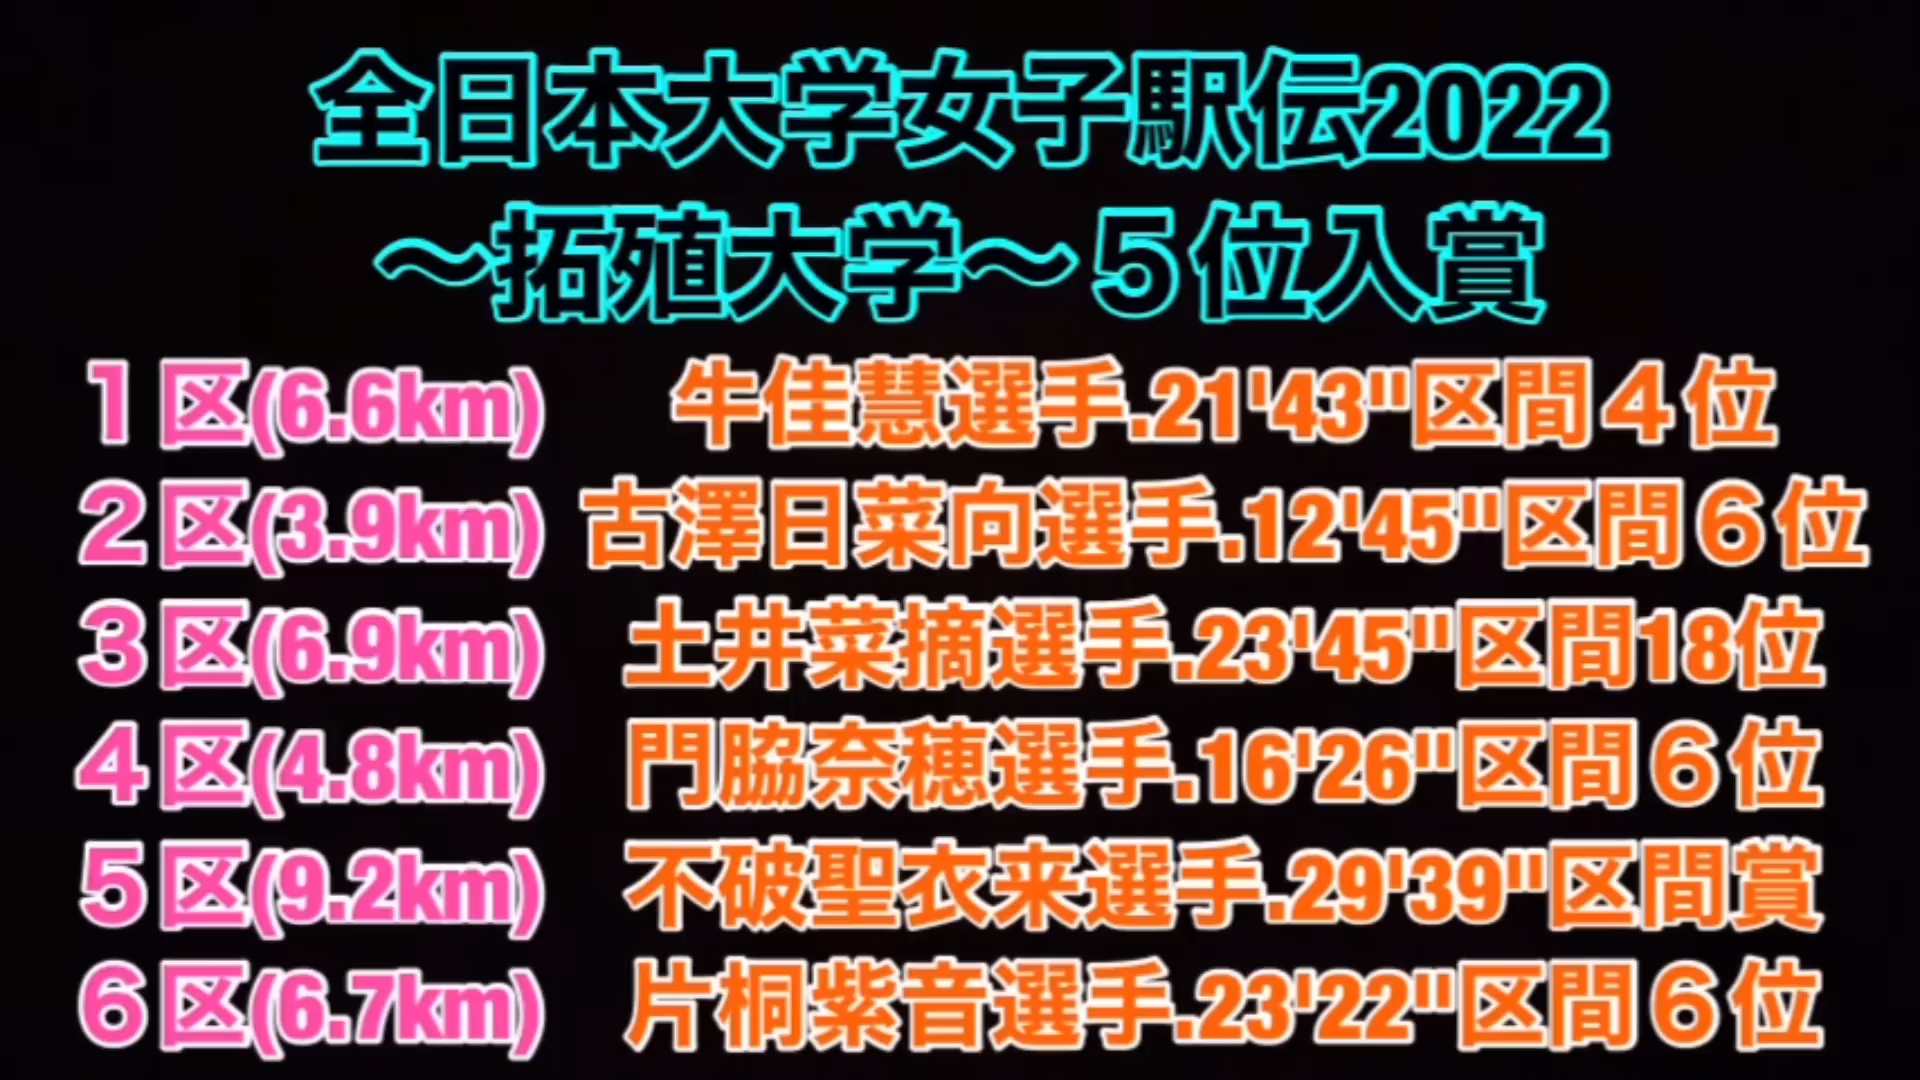 全日本大学女子駅伝2022
～拓殖大学～５位入賞
１区(6.6km) 牛佳慧選手.21'43"区間４位
２区(3.9km) 古澤日菜向選手.12'45"区間６位
３区(6.9km) 土井菜摘選手.23'45"区間18位
４区(4.8km) 門脇奈穂選手.16'26"区間６位
５区(9.2km) 不破聖衣来選手.29'39"区間賞
６区(6.7km) 片桐紫音選手.23'22"区間６位